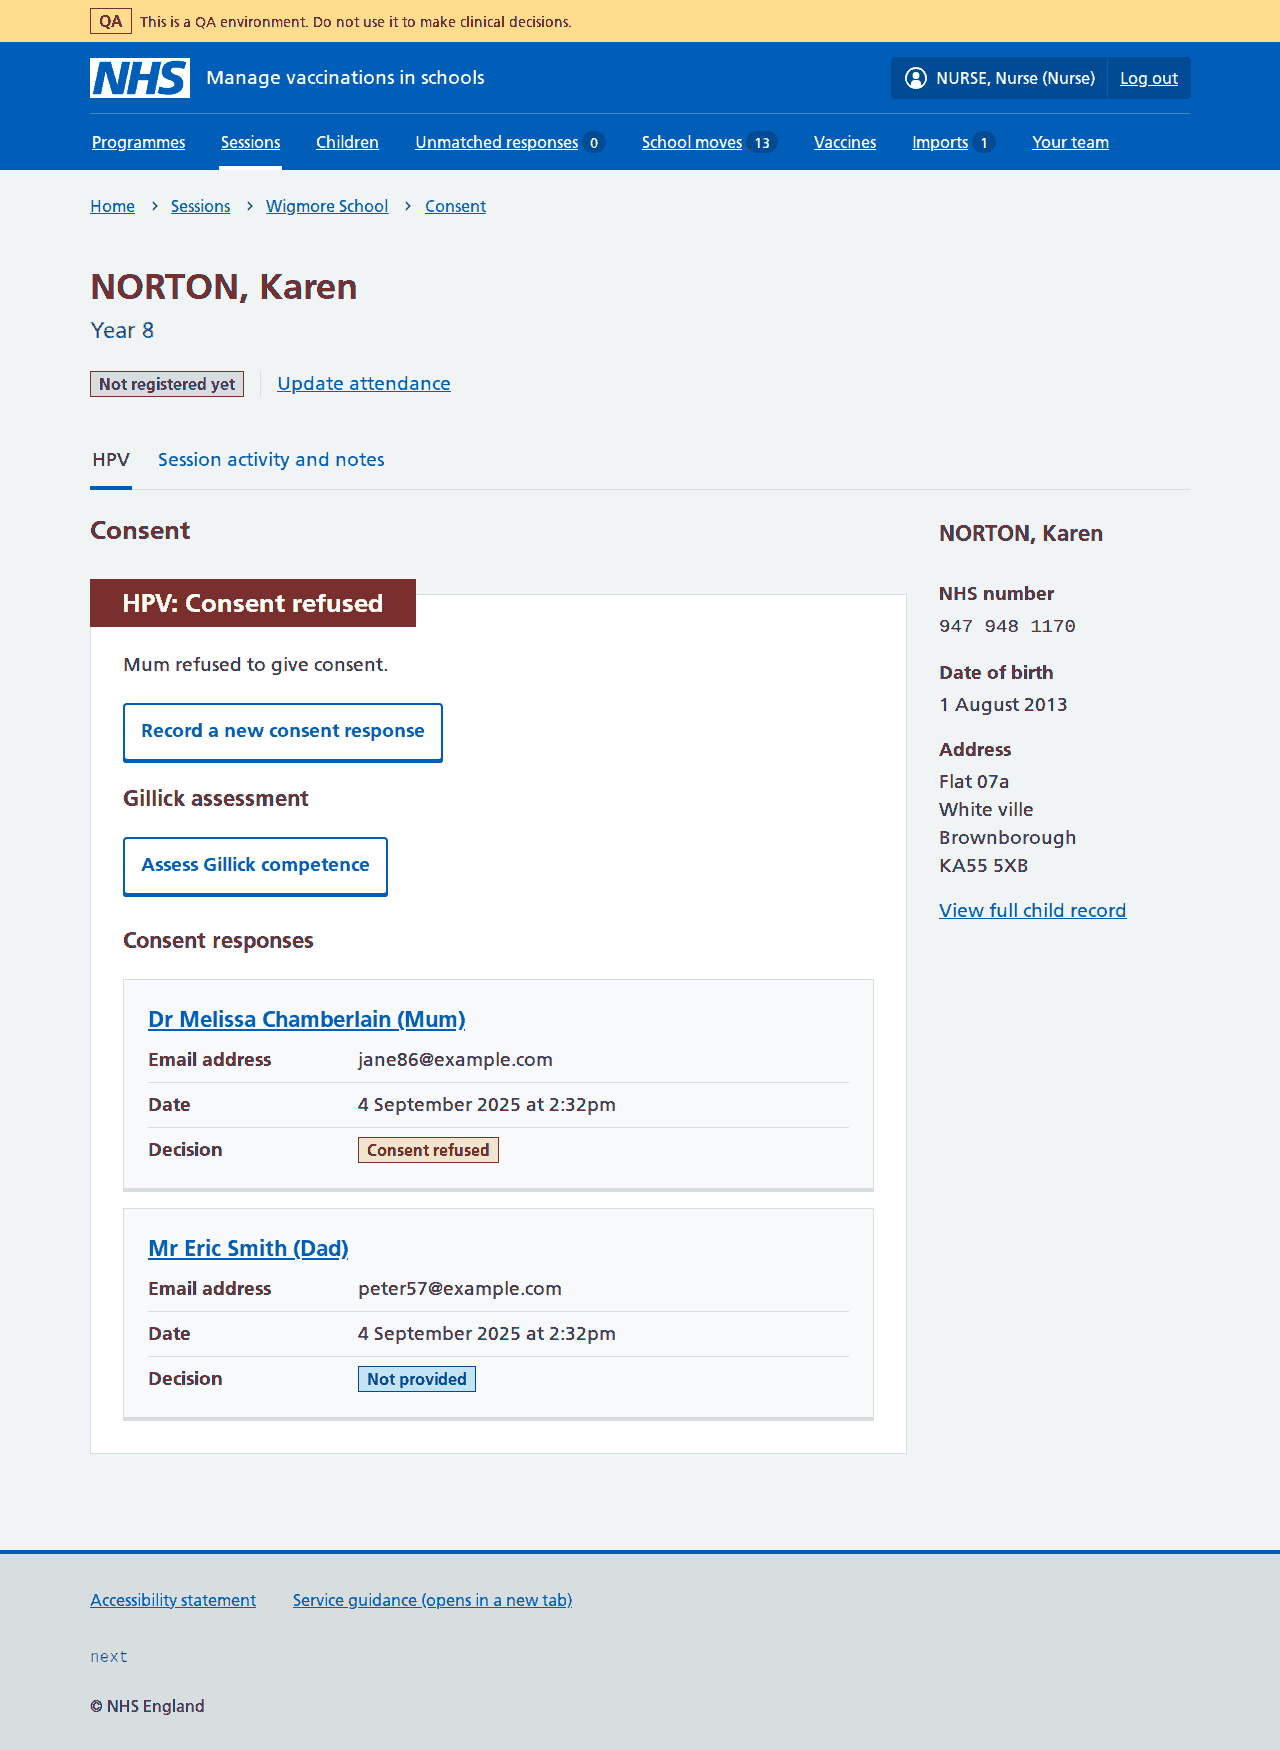 QA This is a QA environment. Do not use it to make clinical decisions.
NHS Manage vaccinations in schools NURSE, Nurse (Nurse) Log out
Programmes Sessions Children Unmatched responses 0 School moves 13 Vaccines Imports 1 Your team
Home Sessions Wigmore School Consent
NORTON, Karen
Year 8
Not registered yet Update attendance
HPV Session activity and notes
Consent
HPV: Consent refused
Mum refused to give consent.
Record a new consent response
Gillick assessment
Assess Gillick competence
Consent responses
Dr Melissa Chamberlain (Mum)
Email address jane86@example.com
Date 4 September 2025 at 2:32pm
Decision Consent refused
Mr Eric Smith (Dad)
Email address peter57@example.com
Date 4 September 2025 at 2:32pm
Decision Not provided
NORTON, Karen
NHS number
947 948 1170
Date of birth
1 August 2013
Address
Flat 07a
White ville
Brownborough
KA55 5XB
View full child record
Accessibility statement Service guidance (opens in a new tab)
next
© NHS England